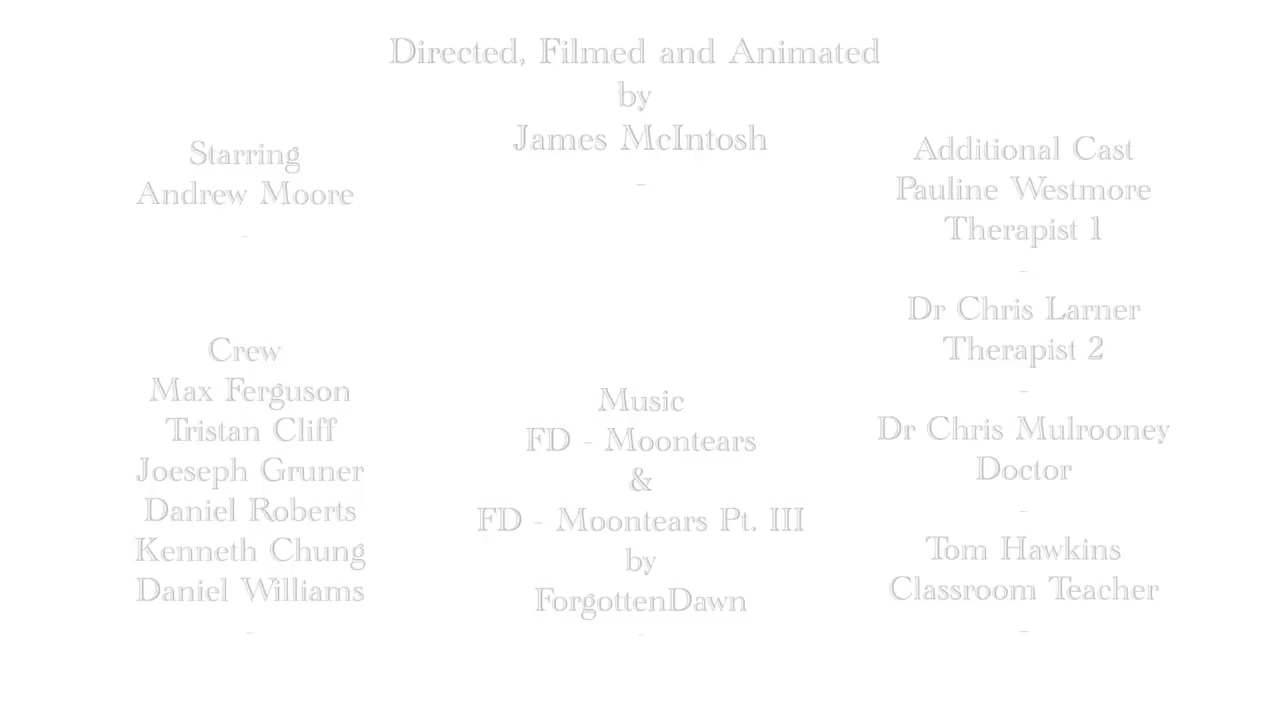 Directed, Filmed and Animated
by
James McIntosh
-
Starring
Andrew Moore
-
Crew
Max Ferguson
Tristan Cliff
Joeseph Gruner
Daniel Roberts
Kenneth Chung
Daniel Williams
-
Music
FD - Moontears
&
FD - Moontears Pt. III
by
ForgottenDawn
-
Additional Cast
Pauline Westmore
Therapist 1
-
Dr Chris Larner
Therapist 2
-
Dr Chris Mulrooney
Doctor
-
Tom Hawkins
Classroom Teacher
-